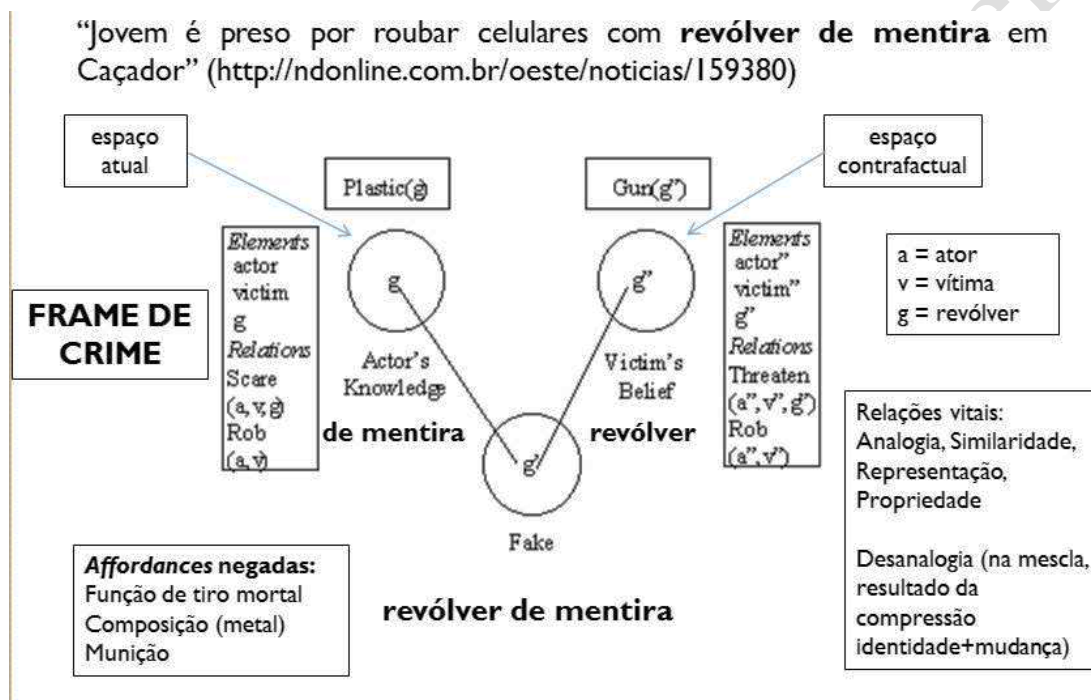 “Jovem é preso por roubar celulares com revólver de mentira em
Caçador” (http://ndonline.com.br/oeste/noticias/159380)
espaço
atual
espaço
contrafactual
Plastic(g)
Gun(g”)
FRAME DE
CRIME
Elements
actor
victim
g
Relations
Scare
(a, v, g)
Rob
(a, v)
g
Actor's
Knowledge
de mentira
g”
Victim's
Belief
revólver
Elements
actor”
victim”
g”
Relations
Threaten
(a”, v”, g”)
Rob
(a”, v”)
a = ator
v = vítima
g = revólver
g'
Fake
revólver de mentira
Affordances negadas:
Função de tiro mortal
Composição (metal)
Munição
Relações vitais:
Analogia, Similaridade,
Representação,
Propriedade
Desanalogia (na mescla,
resultado da
compressão
identidade+mudança)